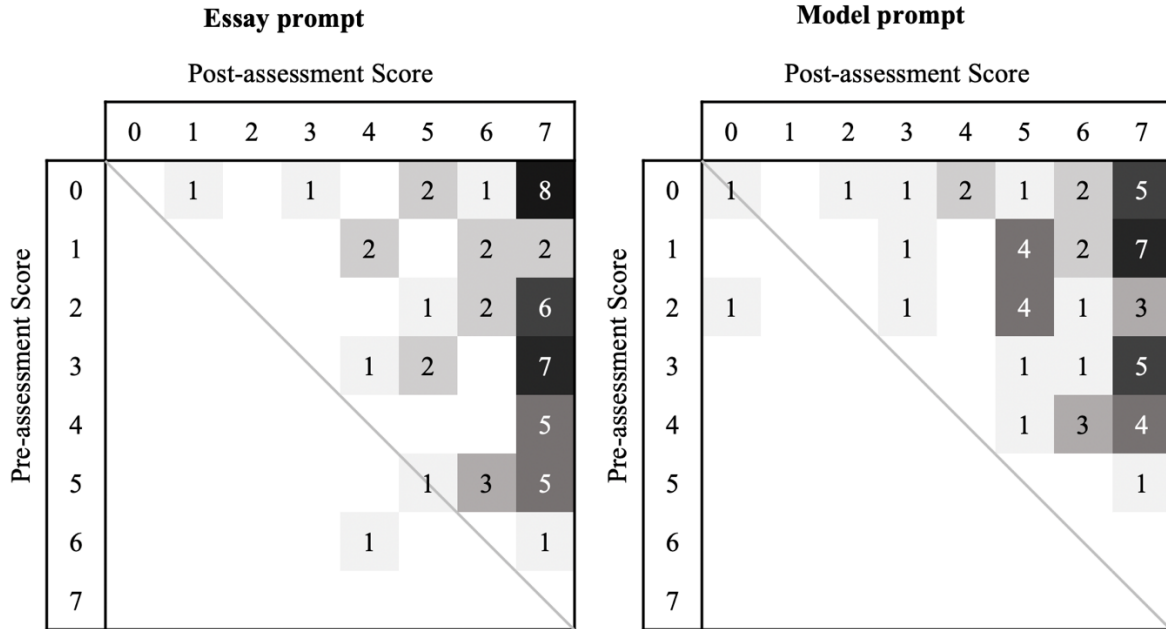 Essay prompt
Post-assessment Score
0 1 2 3 4 5 6 7
Pre-assessment Score
0 1 1 2 1 8
1 2 2 2
2 1 2 6
3 1 2 7
4 5
5 1 3 5
6 1 1
7
Model prompt
Post-assessment Score
0 1 2 3 4 5 6 7
Pre-assessment Score
0 1 1 1 2 1 2 5
1 1 4 2 7
2 1 1 4 1 3
3 1 1 5
4 1 3 4
5 1
6
7